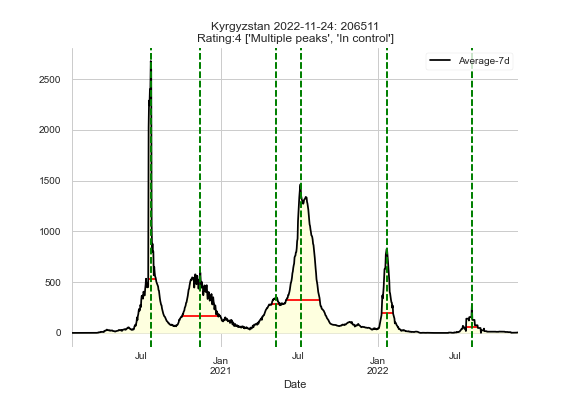 Kyrgyzstan 2022-11-24: 206511
Rating:4 ['Multiple peaks', 'In control']
Average-7d
2500
2000
1500
1000
500
0
Jul
Jan
2021
Jul
Jan
2022
Jul
Date